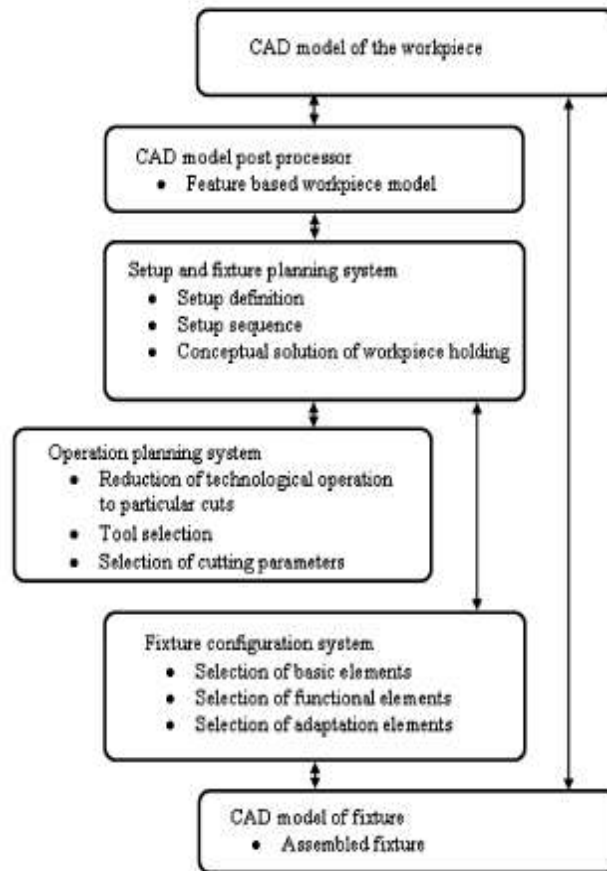 CAD model of the workpiece
CAD model post processor
• Feature based workpiece model
Setup and fixture planning system
• Setup definition
• Setup sequence
• Conceptual solution of workpiece holding
Operation planning system
• Reduction of technological operation
to particular cuts
• Tool selection
• Selection of cutting parameters
Fixture configuration system
• Selection of basic elements
• Selection of functional elements
• Selection of adaptation elements
CAD model of fixture
• Assembled fixture